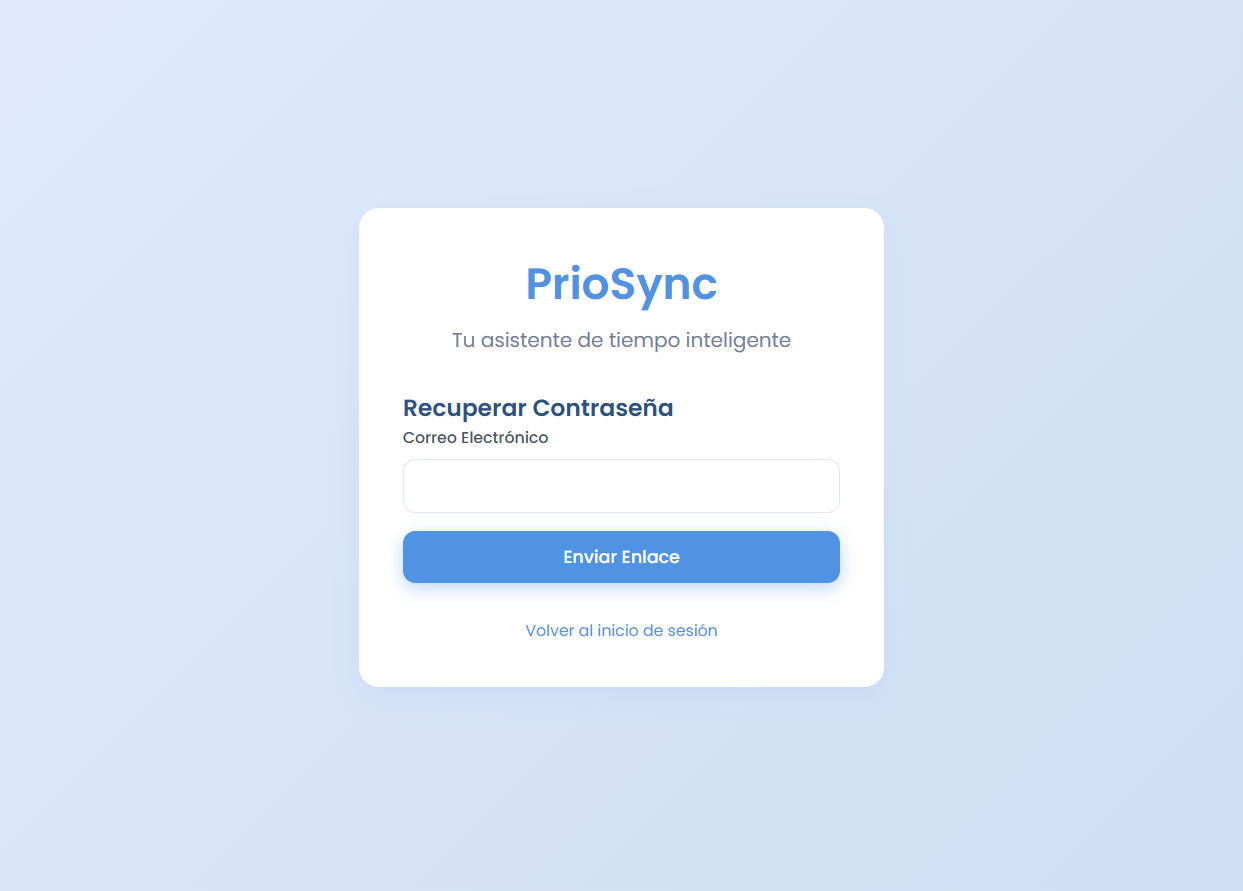 PrioSync
Tu asistente de tiempo inteligente
Recuperar Contraseña
Correo Electrónico
Enviar Enlace
Volver al inicio de sesión